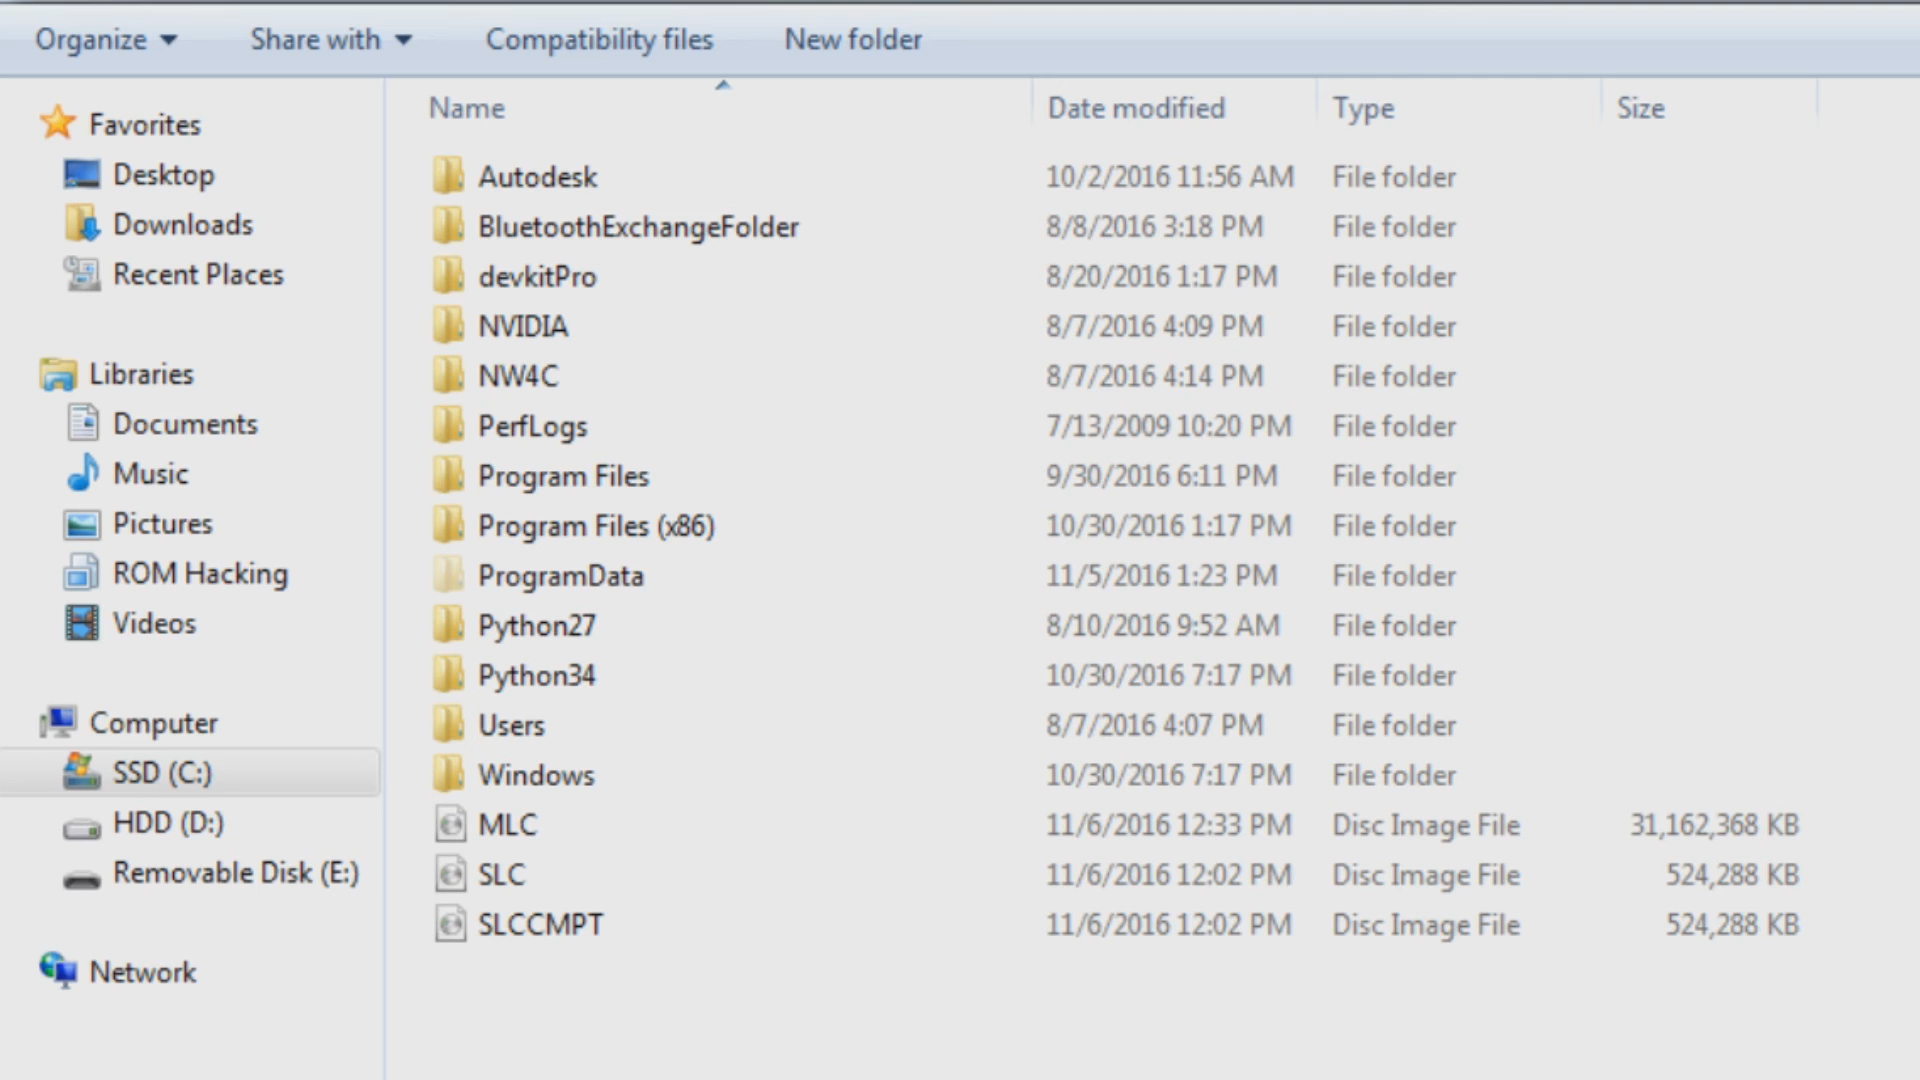 Organize Share with Compatibility files New folder
Name Date modified Type Size
Favorites
Desktop
Downloads
Recent Places
Libraries
Documents
Music
Pictures
ROM Hacking
Videos
Computer
SSD (C:)
HDD (D:)
Removable Disk (E:)
Network
Autodesk 10/2/2016 11:56 AM File folder
BluetoothExchangeFolder 8/8/2016 3:18 PM File folder
devkitPro 8/20/2016 1:17 PM File folder
NVIDIA 8/7/2016 4:09 PM File folder
NW4C 8/7/2016 4:14 PM File folder
PerfLogs 7/13/2009 10:20 PM File folder
Program Files 9/30/2016 6:11 PM File folder
Program Files (x86) 10/30/2016 1:17 PM File folder
ProgramData 11/5/2016 1:23 PM File folder
Python27 8/10/2016 9:52 AM File folder
Python34 10/30/2016 7:17 PM File folder
Users 8/7/2016 4:07 PM File folder
Windows 10/30/2016 7:17 PM File folder
MLC 11/6/2016 12:33 PM Disc Image File 31,162,368 KB
SLC 11/6/2016 12:02 PM Disc Image File 524,288 KB
SLCCMPT 11/6/2016 12:02 PM Disc Image File 524,288 KB